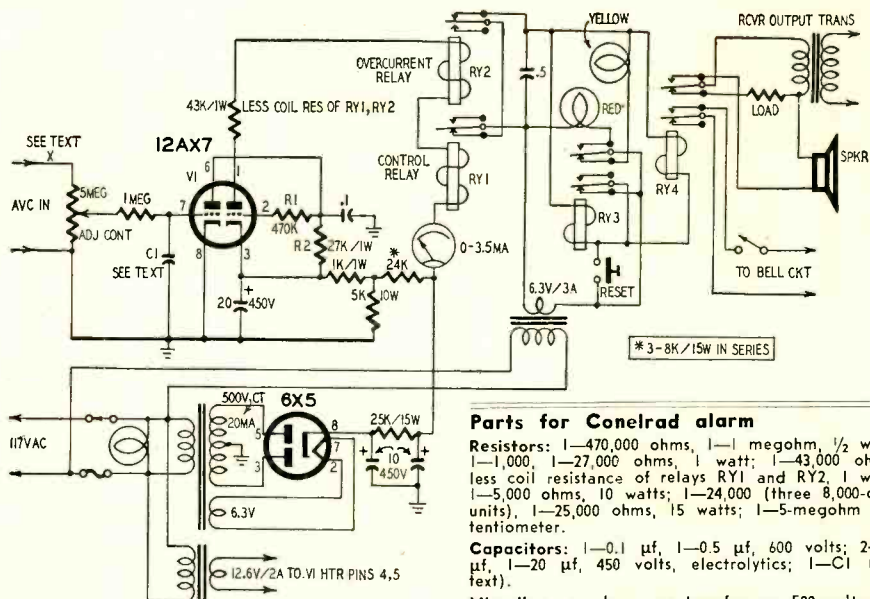 RCVR OUTPUT TRANS
YELLOW
OVERCURRENT
RELAY
RY2
.5
RED
43K/1W
LESS COIL RES OF RY1,RY2
LOAD
SEE TEXT
X
12AX7
CONTROL
RELAY
RY1
RY4
SPKR
V1
6
1
5MEG
1MEG
AVC IN
7
2
R1
470K
.1
RY3
ADJ CONT
R2
27K/1W
*
24K
0-3.5MA
C1
SEE TEXT
8
3
1K/1W
+
20
450V
5K
10W
6.3V/3A
RESET
TO BELL CKT
* 3-8K/15W IN SERIES
500V,CT
20MA
6X5
117VAC
5
3
8
7
2
25K/15W
+
10
+
450V
6.3V
12.6V/2A TO.V1 HTR PINS 4,5
Parts for Conelrad alarm
Resistors: 1—470,000 ohms, 1—1 megohm, ½
1—1,000, 1—27,000 ohms, 1 watt; 1—43,000
less coil resistance of relays RY1 and RY2, 1
1—5,000 ohms, 10 watts; 1—24,000 (three
units), 1—25,000 ohms, 15 watts; 1—5-megohm
tentiometer.
Capacitors: 1—0.1 µf, 1—0.5 µf, 600 volts;
µf, 1—20 µf, 450 volts, electrolytics; 1—C1
text).